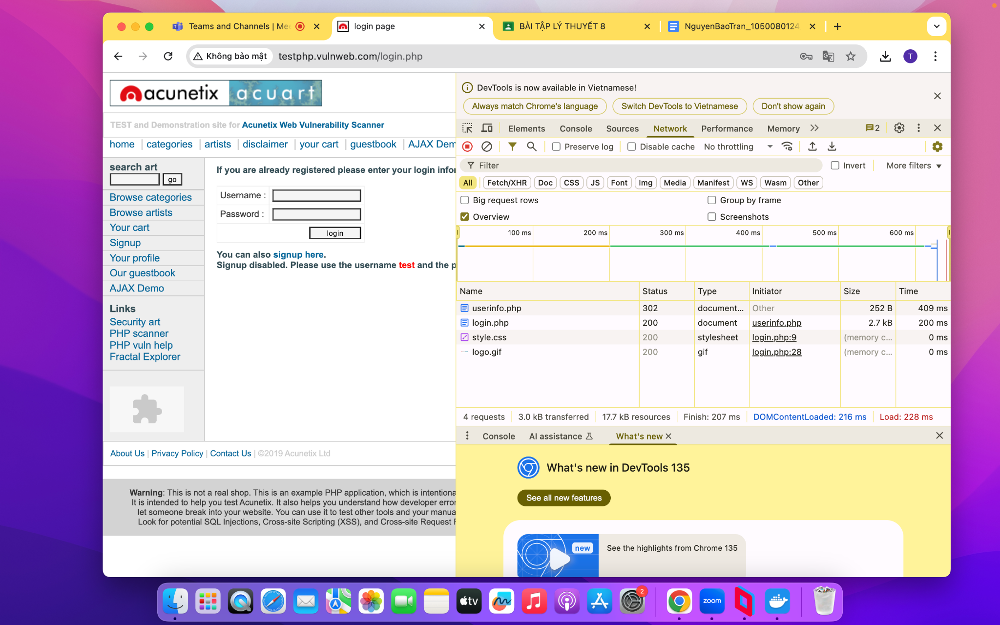 Teams and Channels | Mee
login page
BÀI TẬP LÝ THUYẾT 8
NguyenBaoTran_1050080124
Không bảo mật
testphp.vulnweb.com/login.php
T
acunetix acuart
TEST and Demonstration site for Acunetix Web Vulnerability Scanner
home | categories | artists | disclaimer | your cart | guestbook | AJAX Dem
search art
go
Browse categories
Browse artists
Your cart
Signup
Your profile
Our guestbook
AJAX Demo
Links
Security art
PHP scanner
PHP vuln help
Fractal Explorer
If you are already registered please enter your login infor
Username :
Password :
login
You can also signup here.
Signup disabled. Please use the username test and the p
About Us | Privacy Policy | Contact Us | ©2019 Acunetix Ltd
Warning: This is not a real shop. This is an example PHP application, which is intentiona
It is intended to help you test Acunetix. It also helps you understand how developer error
let someone break into your website. You can use it to test other tools and your manua
Look for potential SQL Injections, Cross-site Scripting (XSS), and Cross-site Request F
DevTools is now available in Vietnamese!
Always match Chrome's language
Switch DevTools to Vietnamese
Don't show again
Elements Console Sources Network Performance Memory 2
Preserve log Disable cache No throttling
Filter Invert More filters
All Fetch/XHR Doc CSS JS Font Img Media Manifest WS Wasm Other
Big request rows Group by frame
Overview Screenshots
100 ms 200 ms 300 ms 400 ms 500 ms 600 ms
Name Status Type Initiator Size Time
userinfo.php 302 document... Other 252 B 409 ms
login.php 200 document userinfo.php 2.7 kB 200 ms
style.css 200 stylesheet login.php:9 (memory c... 0 ms
logo.gif 200 gif login.php:28 (memory c... 0 ms
4 requests 3.0 kB transferred 17.7 kB resources Finish: 207 ms DOMContentLoaded: 216 ms Load: 228 ms
Console AI assistance What's new
What's new in DevTools 135
See all new features
new
See the highlights from Chrome 135
tv
2
zoom